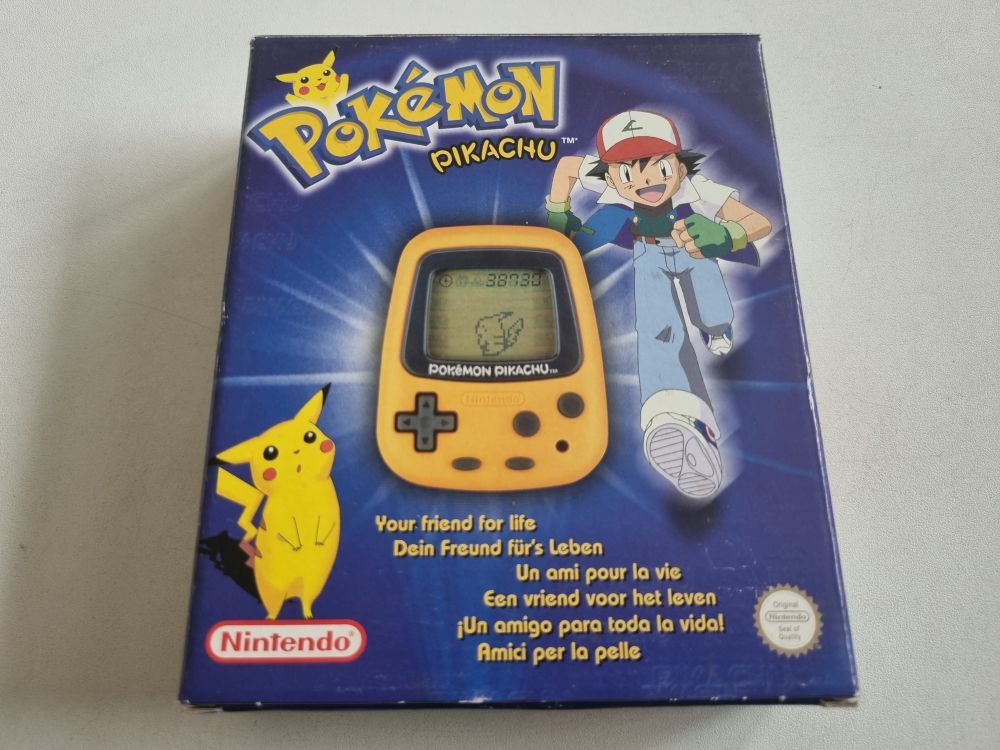 POKéMON
PIKACHU™
38730
POKéMON PIKACHU™
Nintendo
Your friend for life
Dein Freund für's Leben
Un ami pour la vie
Een vriend voor het leven
¡Un amigo para toda la vida!
Amici per la pelle
Nintendo®
Original
Nintendo
Seal of
Quality